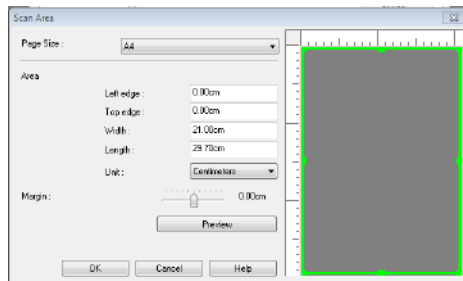 Scan Area
Page Size : A4
Area
Left edge : 0.00cm
Top edge : 0.00cm
Width : 21.00cm
Length : 29.70cm
Unit : Centimeters
Margin : 0.00cm
Preview
OK Cancel Help